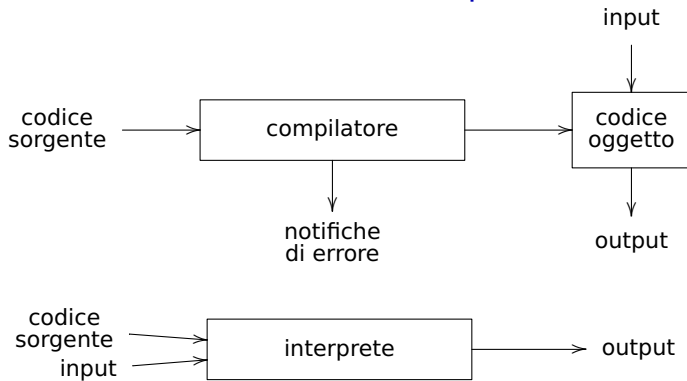 input
codice
sorgente
compilatore
codice
oggetto
notifiche
di errore
output
codice
sorgente
input
interprete
output